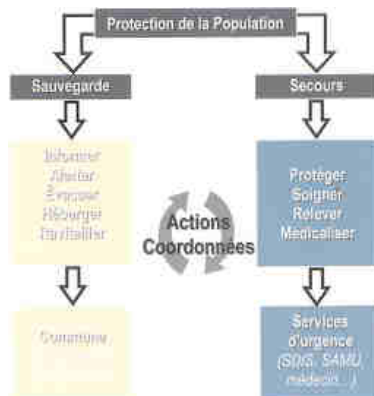 Protection de la Population
Sauvegarde
Secours
Informer
Alerter
Évacuer
Héberger
Ravitailler
Protéger
Soigner
Relever
Médicaliser
Actions
Coordonnées
Commune
Services
d'urgence
(SDIS, SAMU,
médecin...)